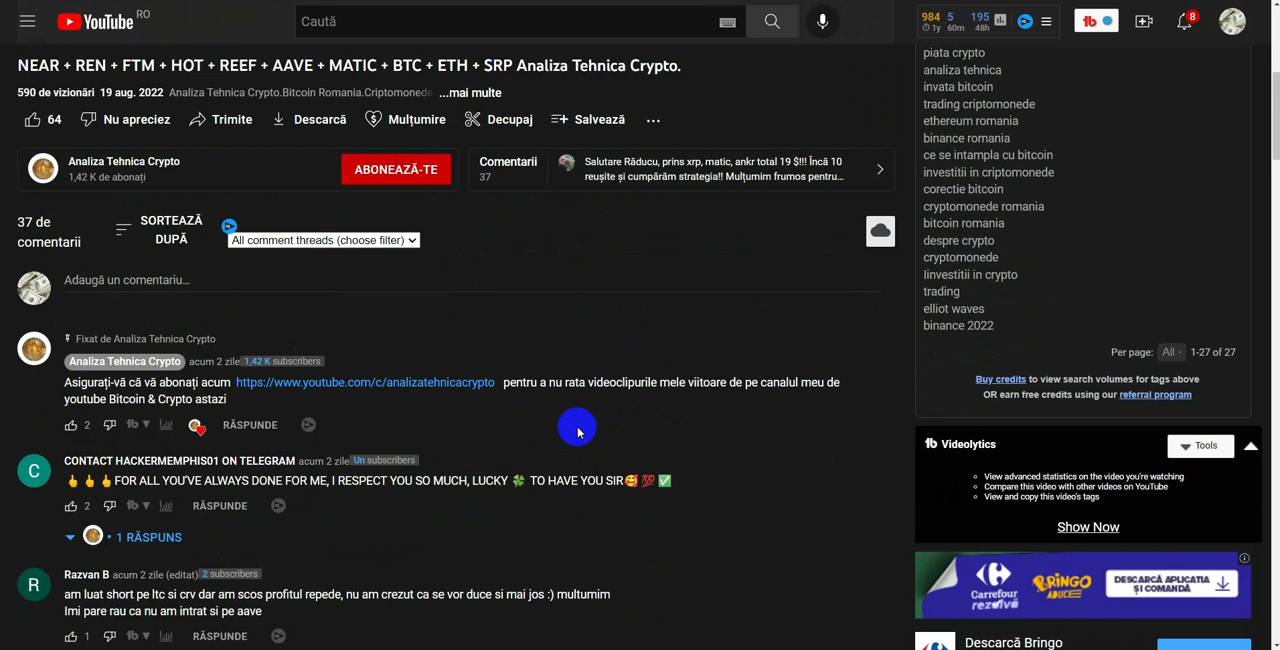 YouTube RO
Caută
984 5 195
1y 60m 48h
8
NEAR + REN + FTM + HOT + REEF + AAVE + MATIC + BTC + ETH + SRP Analiza Tehnica Crypto.
590 de vizionări 19 aug. 2022 Analiza Tehnica Crypto.Bitcoin Romania.Criptomonede ...mai multe
64 Nu apreciez Trimite Descarcă Mulțumire Decupaj Salvează ...
Analiza Tehnica Crypto
1,42 K de abonați
ABONEAZĂ-TE
Comentarii
37
Salutare Răducu, prins xrp, matic, ankr total 19 $!!! Încă 10
reușite și cumpărăm strategia!! Mulțumim frumos pentru...
37 de
comentarii
SORTEAZĂ
DUPĂ
All comment threads (choose filter)
Adaugă un comentariu...
Fixat de Analiza Tehnica Crypto
Analiza Tehnica Crypto acum 2 zile 1,42 K subscribers
Asigurați-vă că vă abonați acum https://www.youtube.com/c/analizatehnicacrypto pentru a nu rata videoclipurile mele viitoare de pe canalul meu de
youtube Bitcoin & Crypto astazi
2 RĂSPUNDE
C
CONTACT HACKERMEMPHIS01 ON TELEGRAM acum 2 zile Un subscribers
👆👆👆FOR ALL YOU'VE ALWAYS DONE FOR ME, I RESPECT YOU SO MUCH, LUCKY 🍀 TO HAVE YOU SIR🥰 💯 ✅
2 RĂSPUNDE
• 1 RĂSPUNS
R
Razvan B acum 2 zile (editat) 2 subscribers
am luat short pe ltc si crv dar am scos profitul repede, nu am crezut ca se mai duce si mai jos :) multumim
Imi pare rau ca nu am intrat si pe aave
1 RĂSPUNDE
piata crypto
analiza tehnica
invata bitcoin
trading criptomonede
ethereum romania
binance romania
ce se intampla cu bitcoin
investitii in criptomonede
corectie bitcoin
cryptomonede romania
bitcoin romania
despre crypto
cryptomonede
Iinvestitii in crypto
trading
elliot waves
binance 2022
Per page: All 1-27 of 27
Buy credits to view search volumes for tags above
OR earn free credits using our referral program
Videolytics
Tools
View advanced statistics on the video you're watching
Compare this video with other videos on YouTube
View and copy this video's tags
Show Now
Carrefour
rezolvă
BRINGO
ADUCE
DESCARCĂ APLICAȚIA
ȘI COMANDĂ
Descarcă Bringo